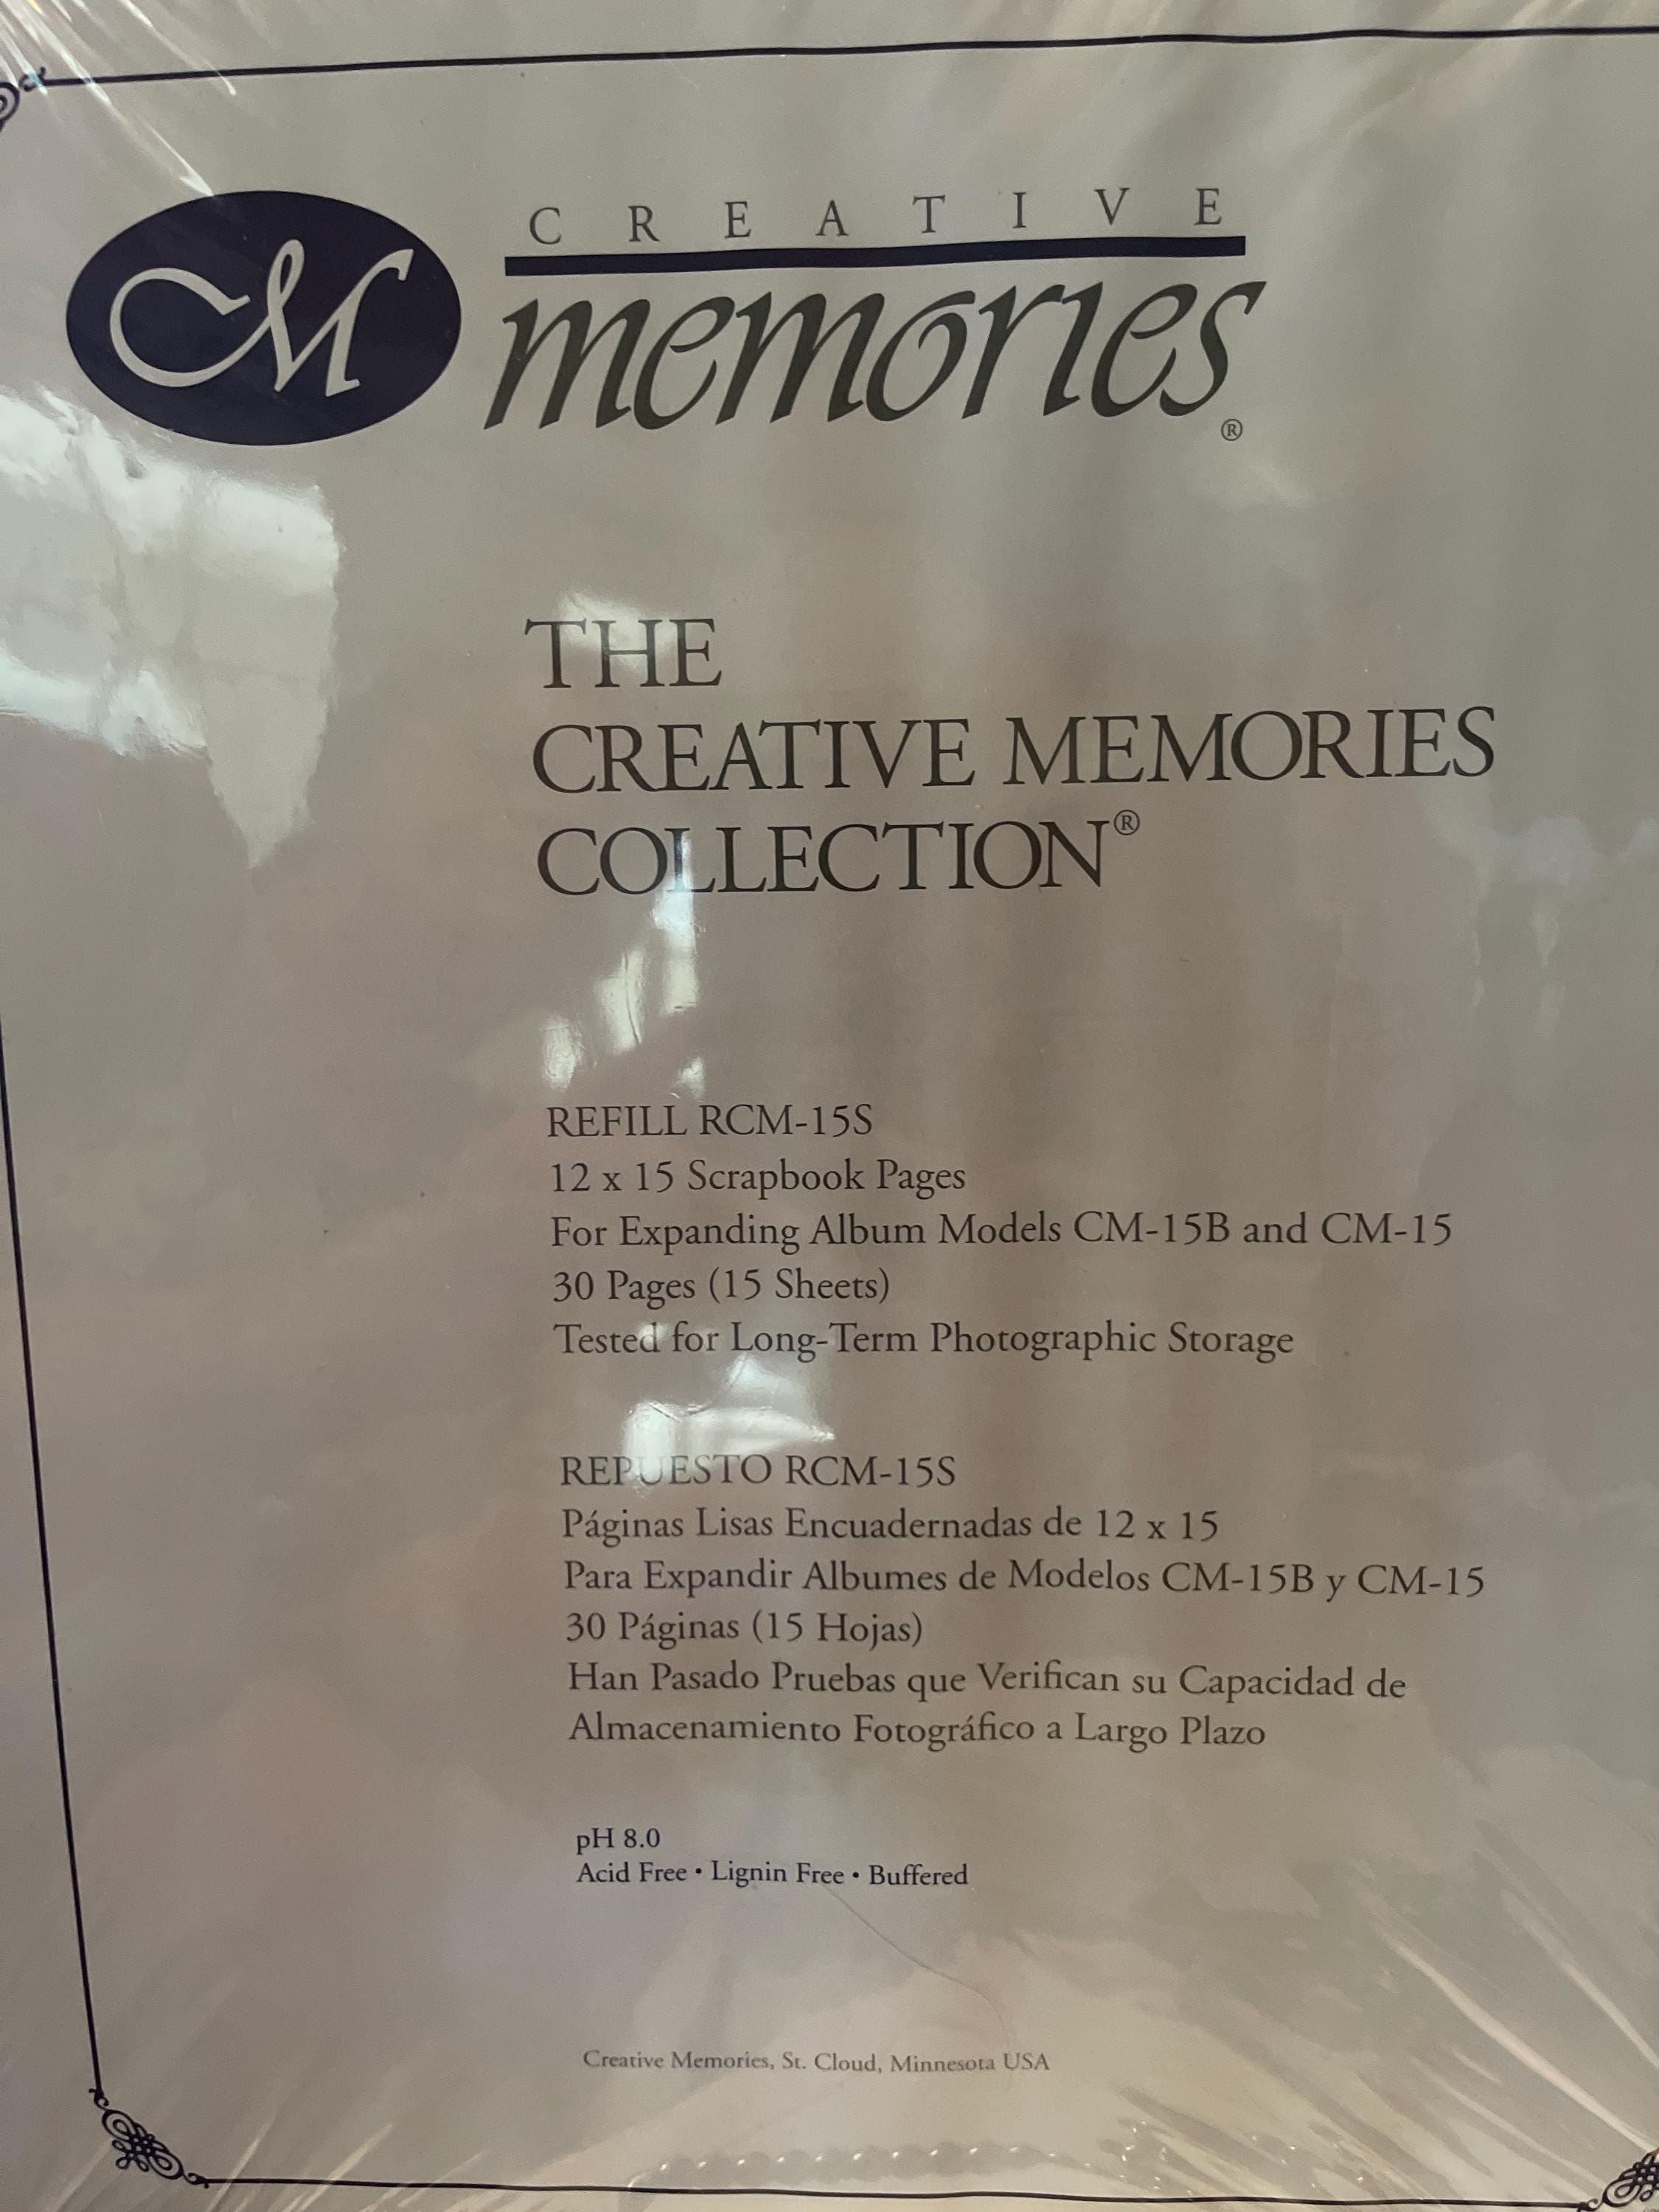 CREATIVE
memories®
THE
CREATIVE MEMORIES
COLLECTION®
REFILL RCM-15S
12 x 15 Scrapbook Pages
For Expanding Album Models CM-15B and CM-15
30 Pages (15 Sheets)
Tested for Long-Term Photographic Storage
REPUESTO RCM-15S
Páginas Lisas Encuadernadas de 12 x 15
Para Expandir Albumes de Modelos CM-15B y CM-15
30 Páginas (15 Hojas)
Han Pasado Pruebas que Verifican su Capacidad de
Almacenamiento Fotográfico a Largo Plazo
pH 8.0
Acid Free • Lignin Free • Buffered
Creative Memories, St. Cloud, Minnesota USA